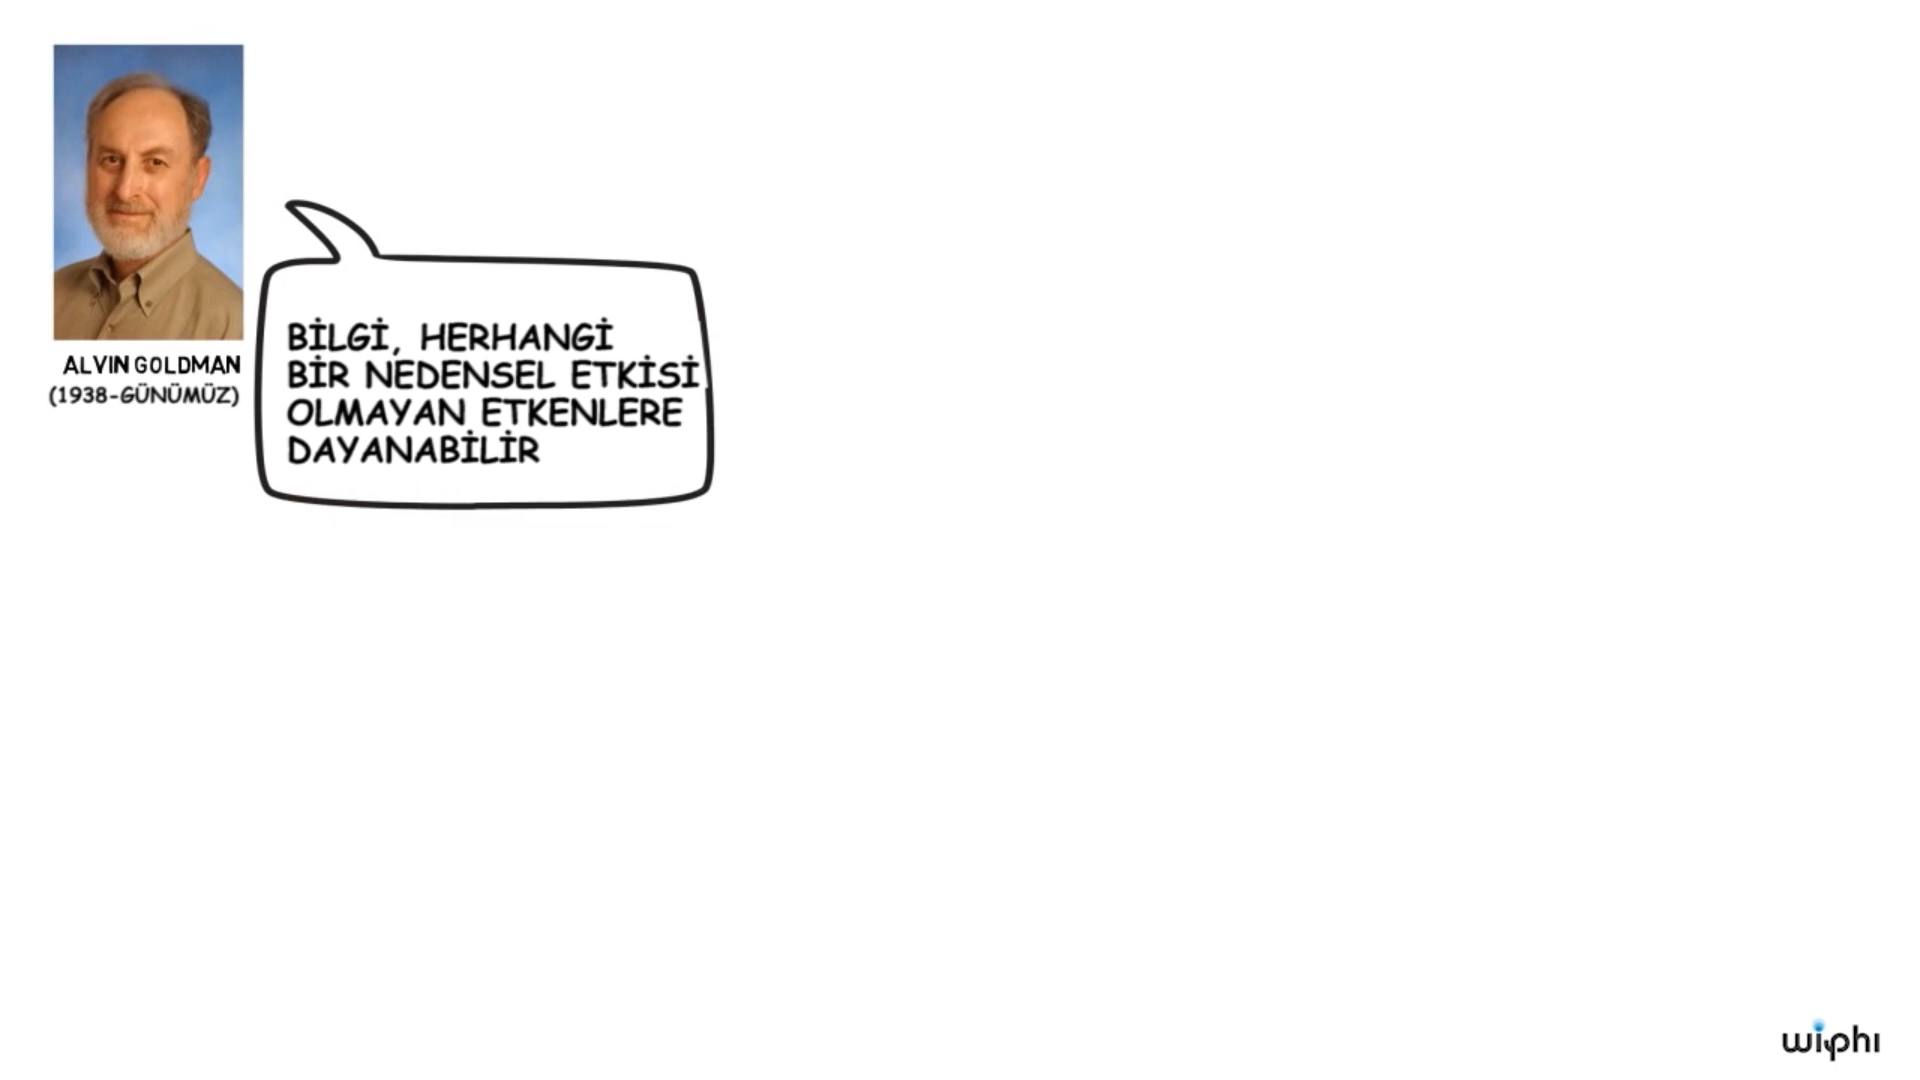 ALVIN GOLDMAN
(1938-GÜNÜMÜZ)
BİLGİ, HERHANGİ
BİR NEDENSEL ETKİSİ
OLMAYAN ETKENLERE
DAYANABİLİR
wiphi